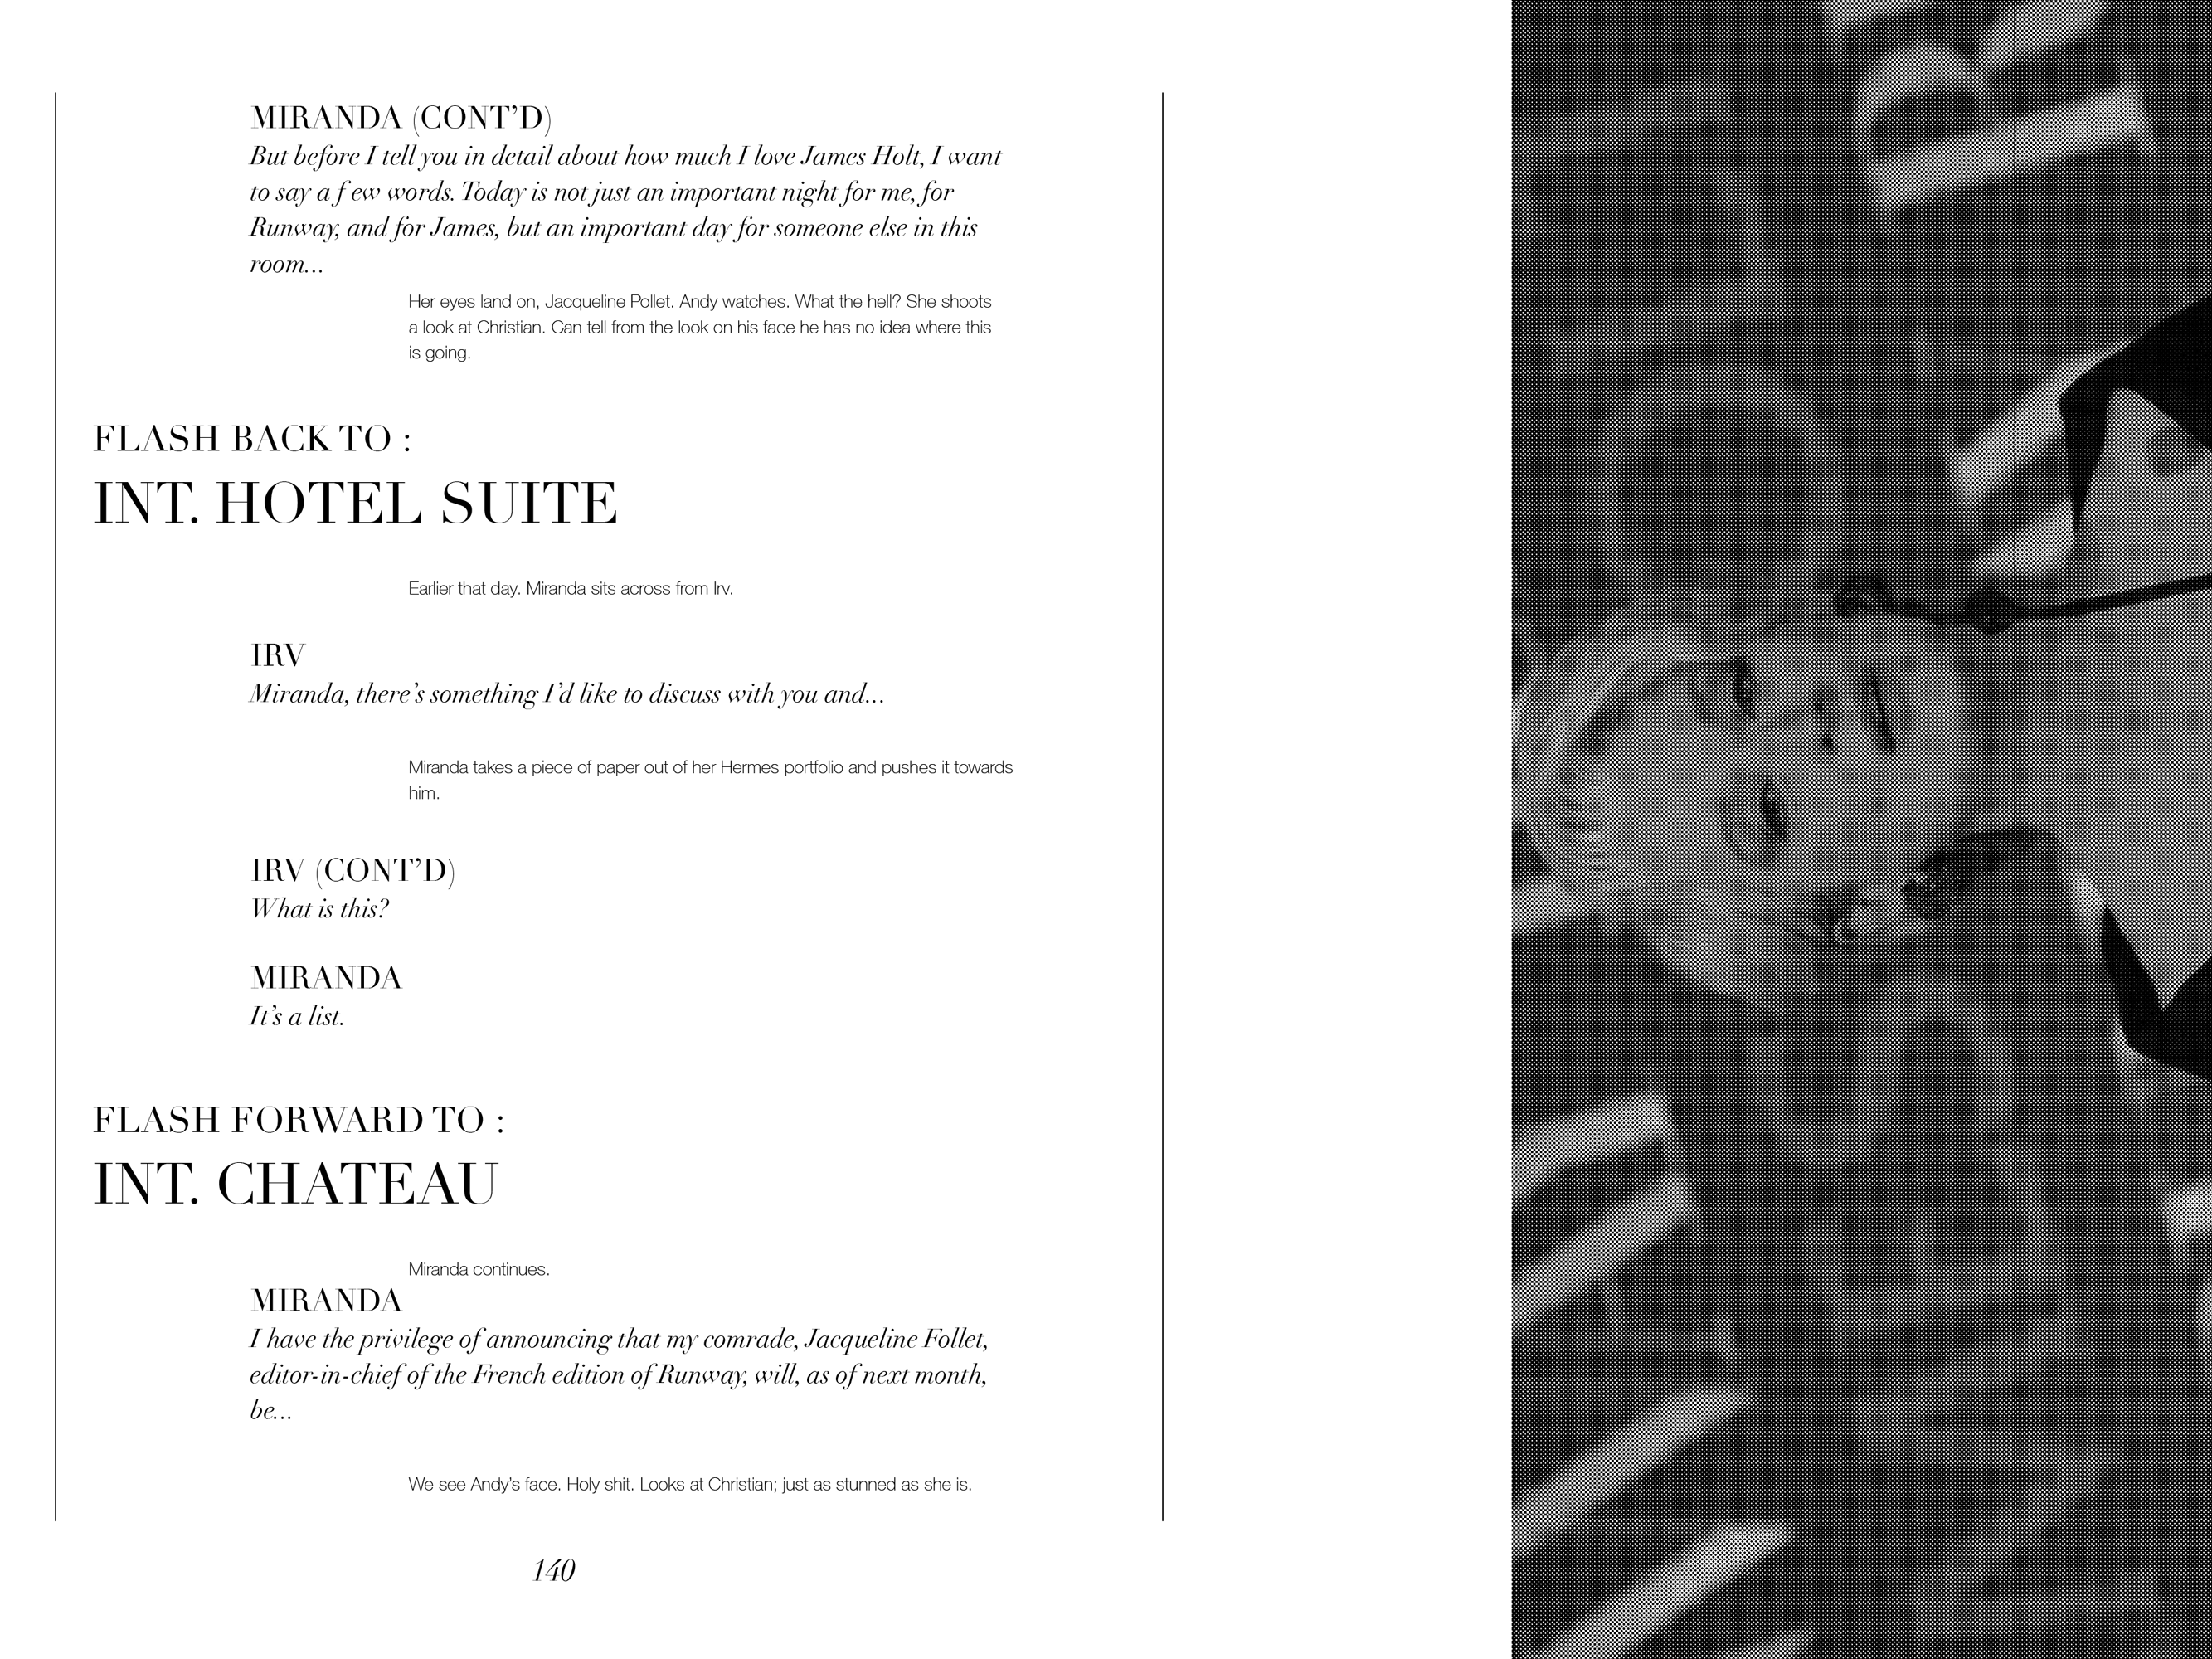 MIRANDA (CONT’D)
But before I tell you in detail about how much I love James Holt, I want
to say a few words. Today is not just an important night for me, for
Runway, and for James, but an important day for someone else in this
room...
Her eyes land on, Jacqueline Pollet. Andy watches. What the hell? She shoots
a look at Christian. Can tell from the look on his face he has no idea where this
is going.
FLASH BACK TO :
INT. HOTEL SUITE
Earlier that day. Miranda sits across from Irv.
IRV
Miranda, there’s something I’d like to discuss with you and...
Miranda takes a piece of paper out of her Hermes portfolio and pushes it towards
him.
IRV (CONT’D)
What is this?
MIRANDA
It’s a list.
FLASH FORWARD TO :
INT. CHATEAU
Miranda continues.
MIRANDA
I have the privilege of announcing that my comrade, Jacqueline Follet,
editor-in-chief of the French edition of Runway, will, as of next month,
be...
We see Andy’s face. Holy shit. Looks at Christian; just as stunned as she is.
140